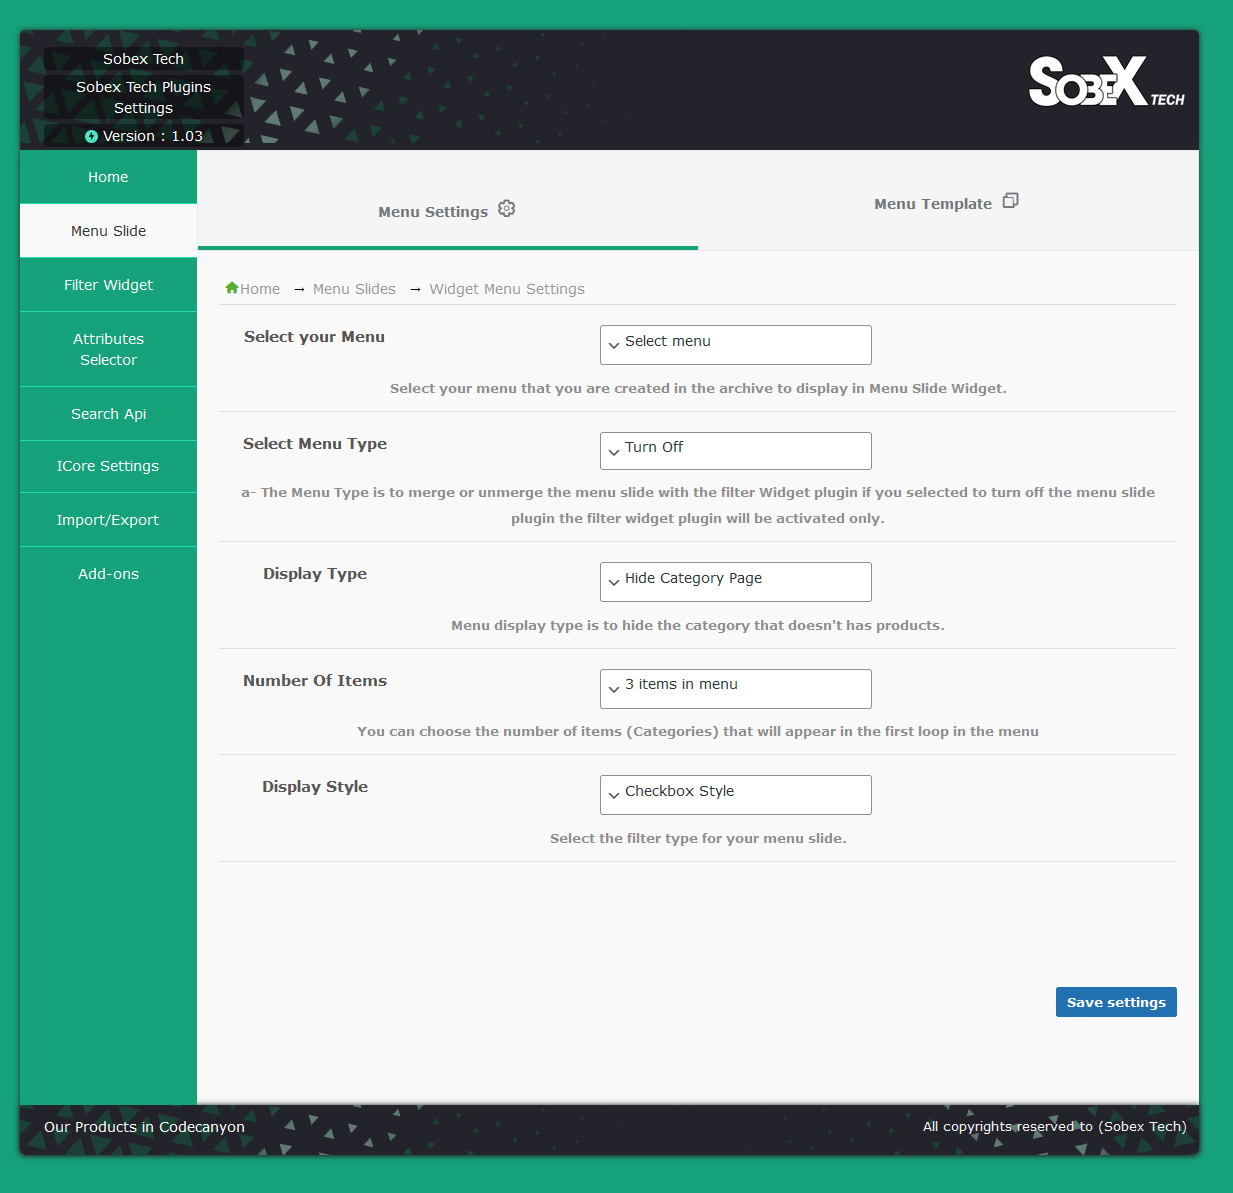 Sobex Tech
Sobex Tech Plugins
Settings
Version : 1.03
SOBEX TECH
Home
Menu Slide
Filter Widget
Attributes
Selector
Search Api
ICore Settings
Import/Export
Add-ons
Menu Settings
Menu Template
Home → Menu Slides → Widget Menu Settings
Select your Menu
Select menu
Select your menu that you are created in the archive to display in Menu Slide Widget.
Select Menu Type
Turn Off
a- The Menu Type is to merge or unmerge the menu slide with the filter Widget plugin if you selected to turn off the menu slide
plugin the filter widget plugin will be activated only.
Display Type
Hide Category Page
Menu display type is to hide the category that doesn't has products.
Number Of Items
3 items in menu
You can choose the number of items (Categories) that will appear in the first loop in the menu
Display Style
Checkbox Style
Select the filter type for your menu slide.
Save settings
Our Products in Codecanyon
All copyrights reserved to (Sobex Tech)